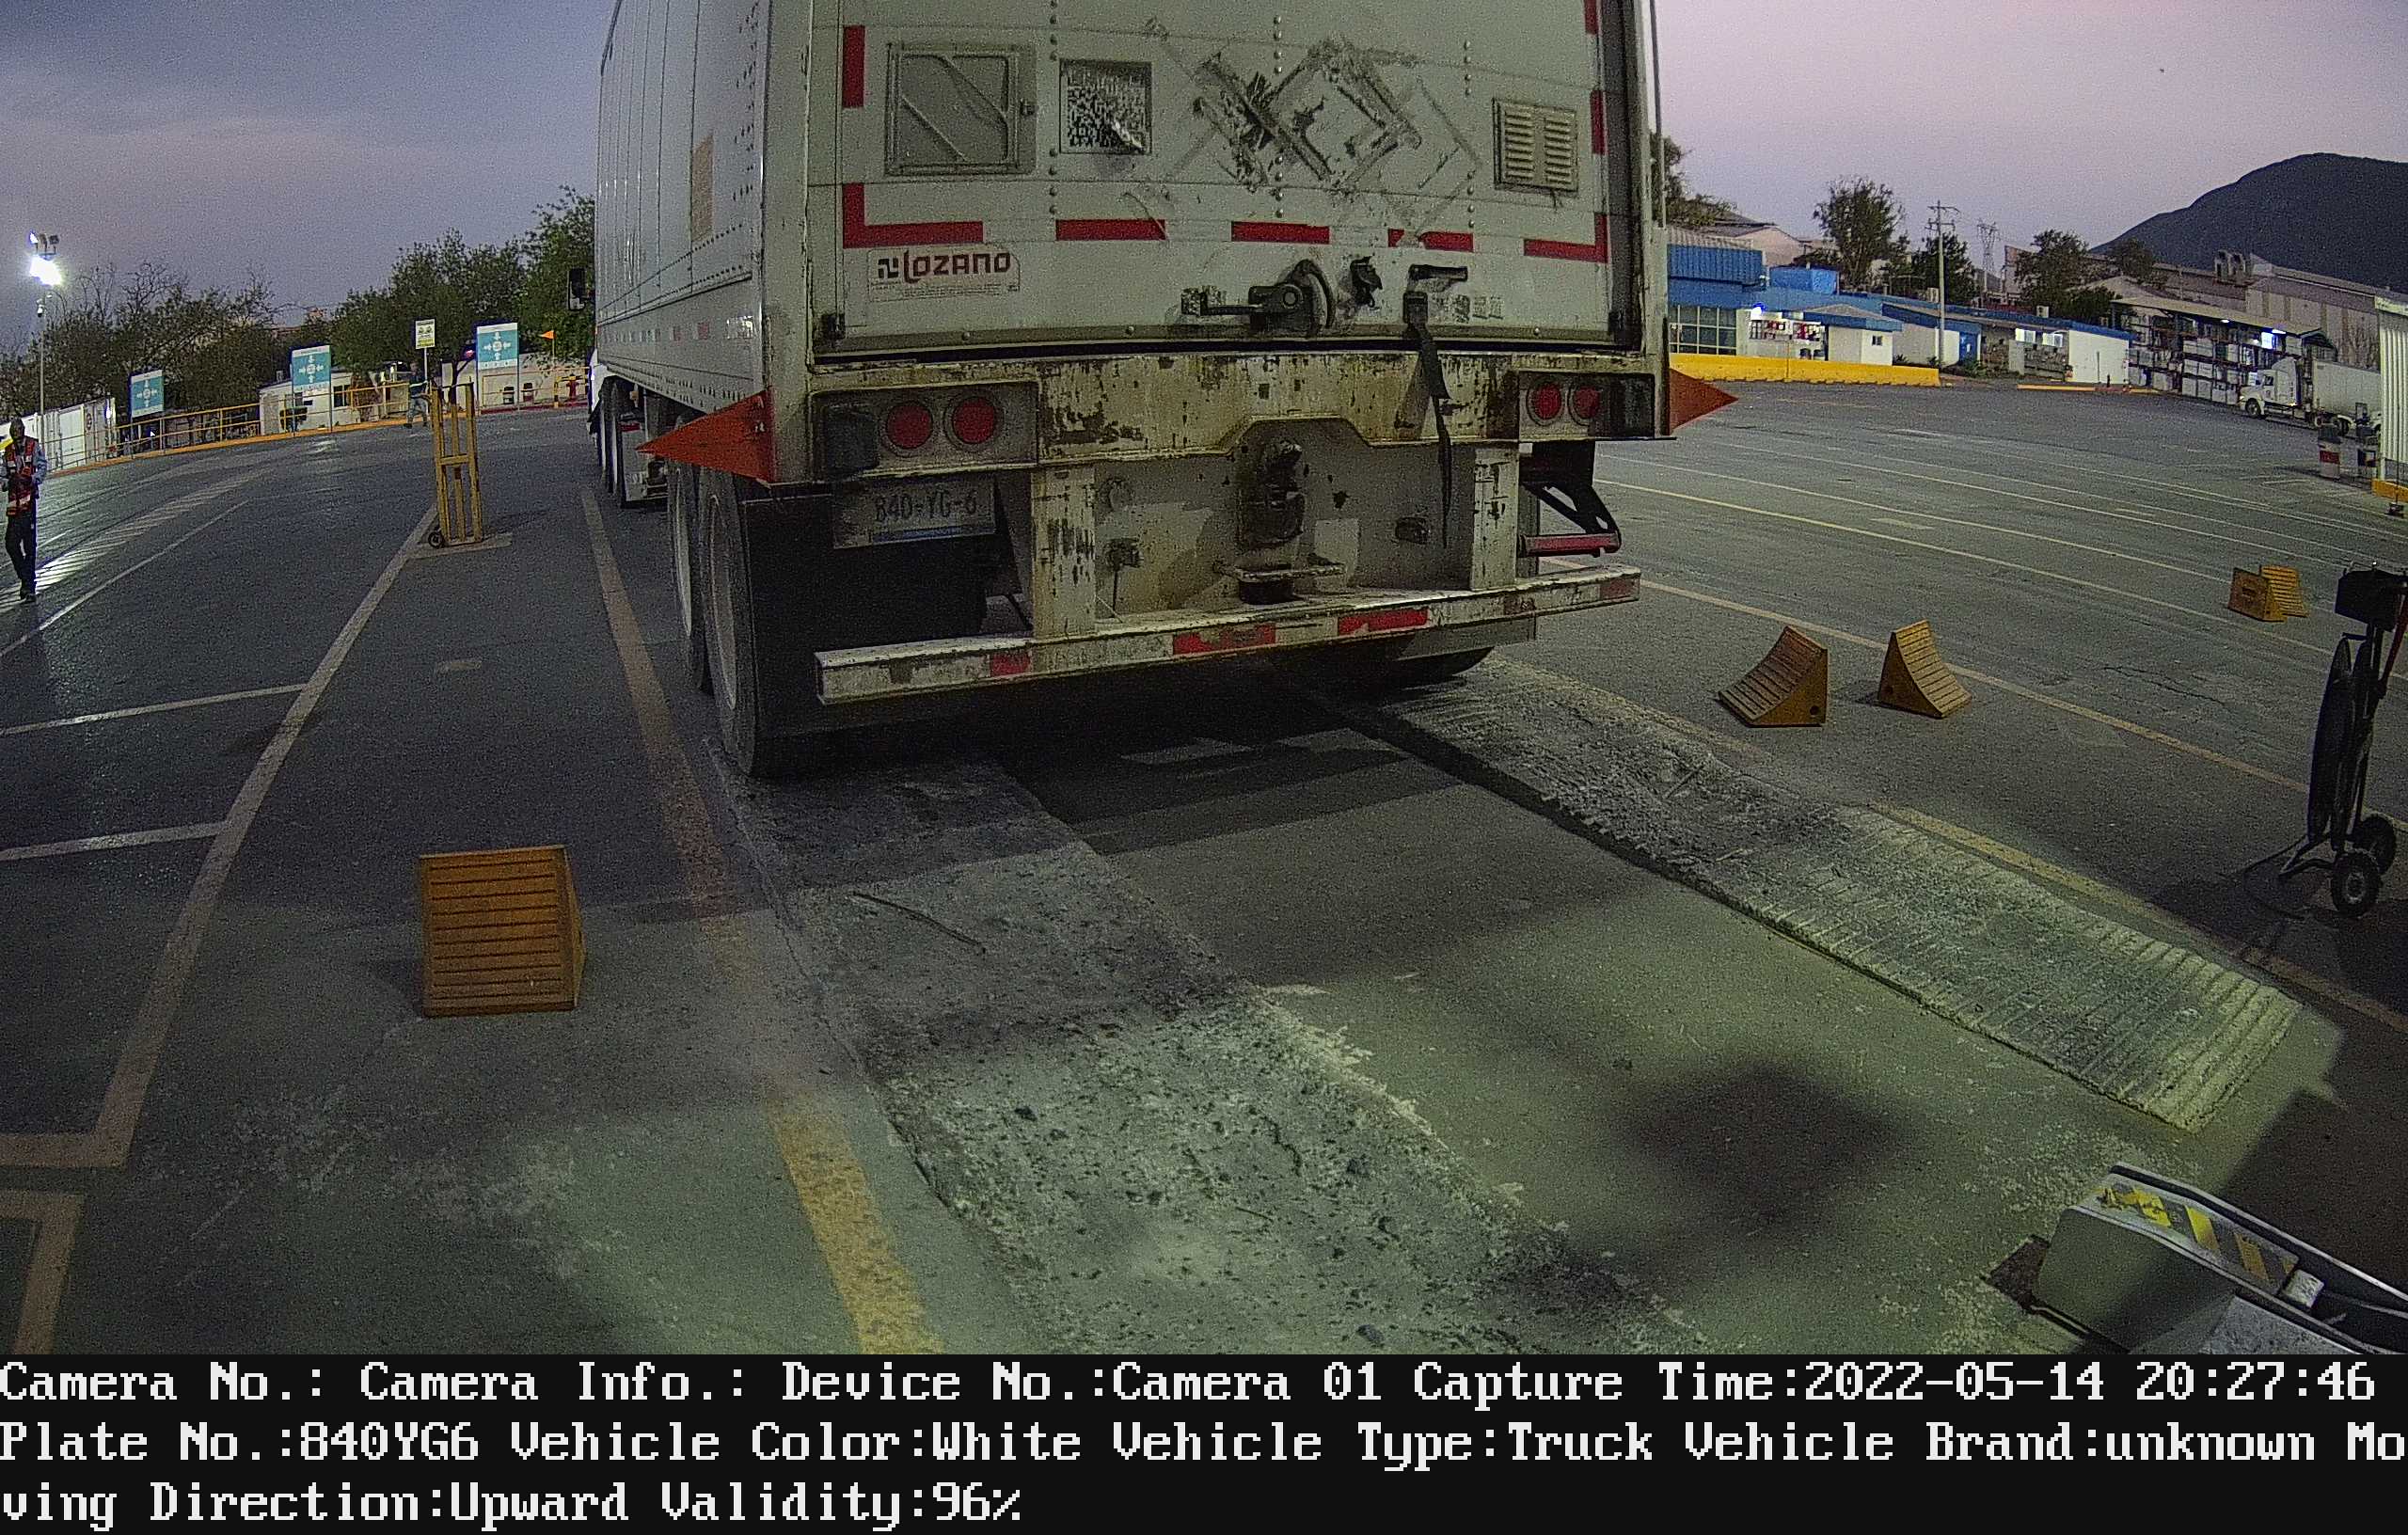 LOZANO
840-YG-6
Camera No.: Camera Info.: Device No.:Camera 01 Capture Time:2022-05-14 20:27:46
Plate No.:840YG6 Vehicle Color:White Vehicle Type:Truck Vehicle Brand:unknown Mo
ving Direction:Upward Validity:96%